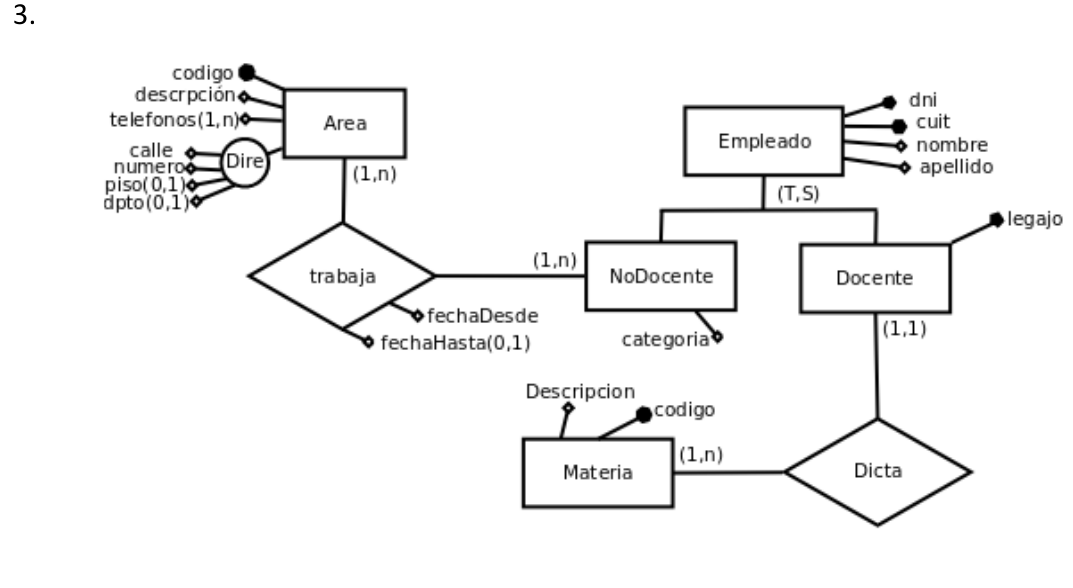 3.
codigo
descrpción
telefonos(1,n)
Area
calle
numero
piso(0,1)
dpto(0,1)
Dire
(1,n)
dni
cuit
nombre
apellido
Empleado
(T,S)
legajo
trabaja
(1,n)
NoDocente
Docente
fechaDesde
fechaHasta(0,1)
categoria
(1,1)
Descripcion
codigo
Materia
(1,n)
Dicta